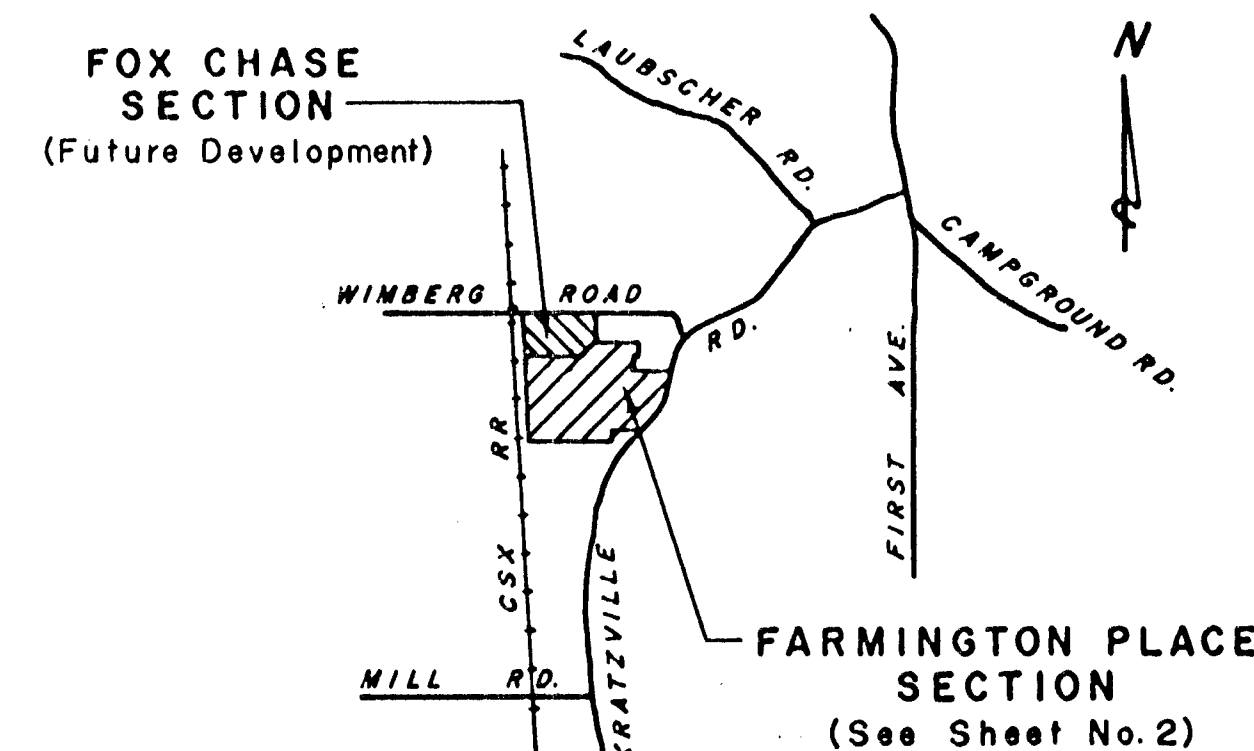 FOX CHASE
SECTION
(Future Development)
LAUBSCHER RD.
N
CAMPGROUND RD.
WIMBERG ROAD
RD.
FIRST AVE.
CSX RR
KRATZVILLE
MILL RD.
FARMINGTON PLACE
SECTION
(See Sheet No. 2)